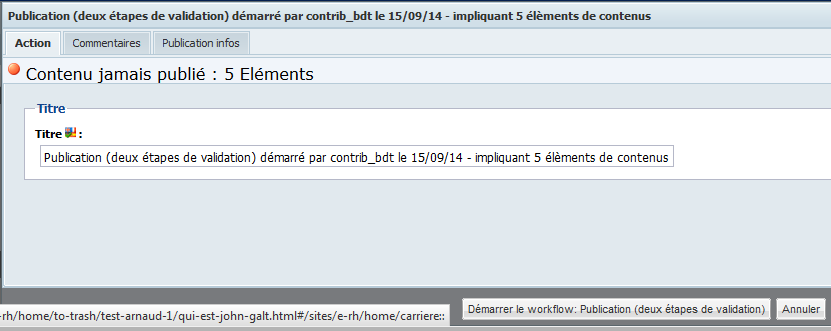 Publication (deux étapes de validation) démarré par contrib_bdt le 15/09/14 - impliquant 5 élèments de contenus
Action Commentaires Publication infos
Contenu jamais publié : 5 Eléments
Titre
Titre :
Publication (deux étapes de validation) démarré par contrib_bdt le 15/09/14 - impliquant 5 élèments de contenus
-rh/home/to-trash/test-arnaud-1/qui-est-john-galt.html#/sites/e-rh/home/carriere:: Démarrer le workflow: Publication (deux étapes de validation) Annuler